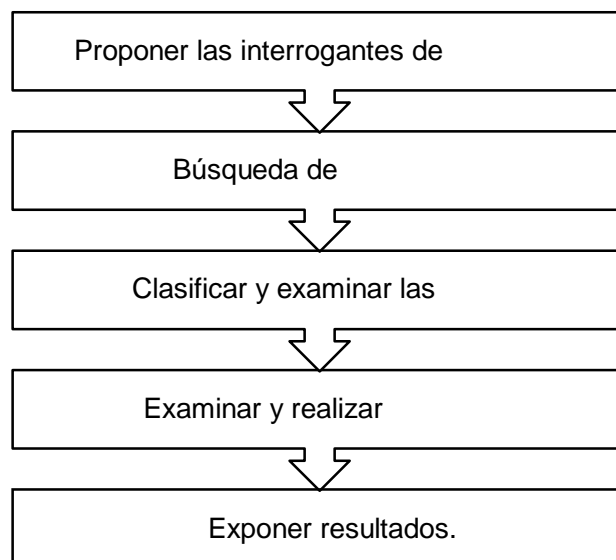 Proponer las interrogantes de
Búsqueda de
Clasificar y examinar las
Examinar y realizar
Exponer resultados.